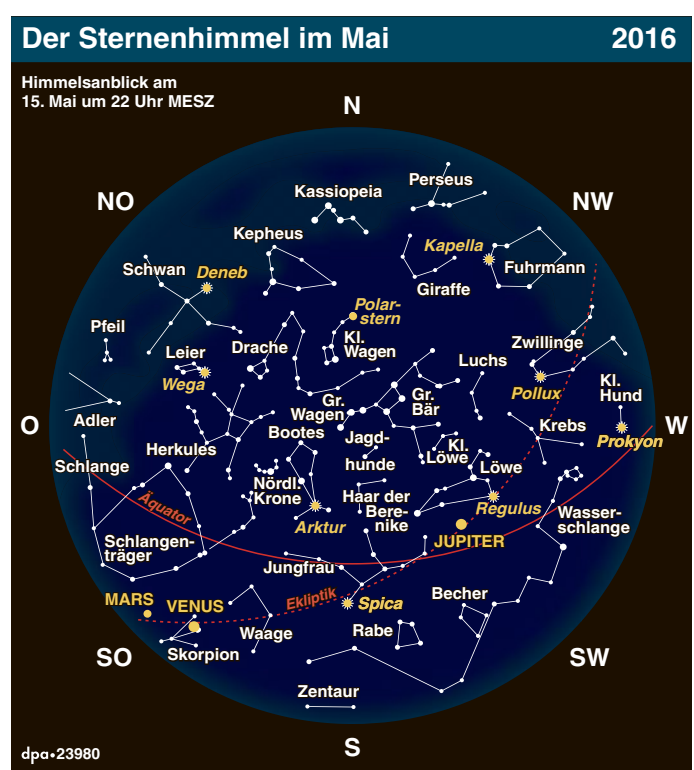 Der Sternenhimmel im Mai 2016
Himmelsanblick am
15. Mai um 22 Uhr MESZ
N
NO
NW
Kassiopeia
Perseus
Kepheus
Kapella
Fuhrmann
Giraffe
Schwan
Deneb
Polar-
stern
Pfeil
Leier
Wega
Drache
Kl.
Wagen
Luchs
Zwillinge
Pollux
Kl.
Hund
Prokyon
O
W
Adler
Gr.
Wagen
Gr.
Bär
Bootes
Jagd-
hunde
Kl.
Löwe
Krebs
Löwe
Schlange
Herkules
Nördl.
Krone
Haar der
Bere-
nike
Regulus
Äquator
Arktur
JUPITER
Wasser-
schlange
Schlangen-
träger
Jungfrau
MARS
VENUS
Ekliptik
Spica
Becher
Waage
Rabe
Skorpion
SO
SW
Zentaur
S
dpa•23980